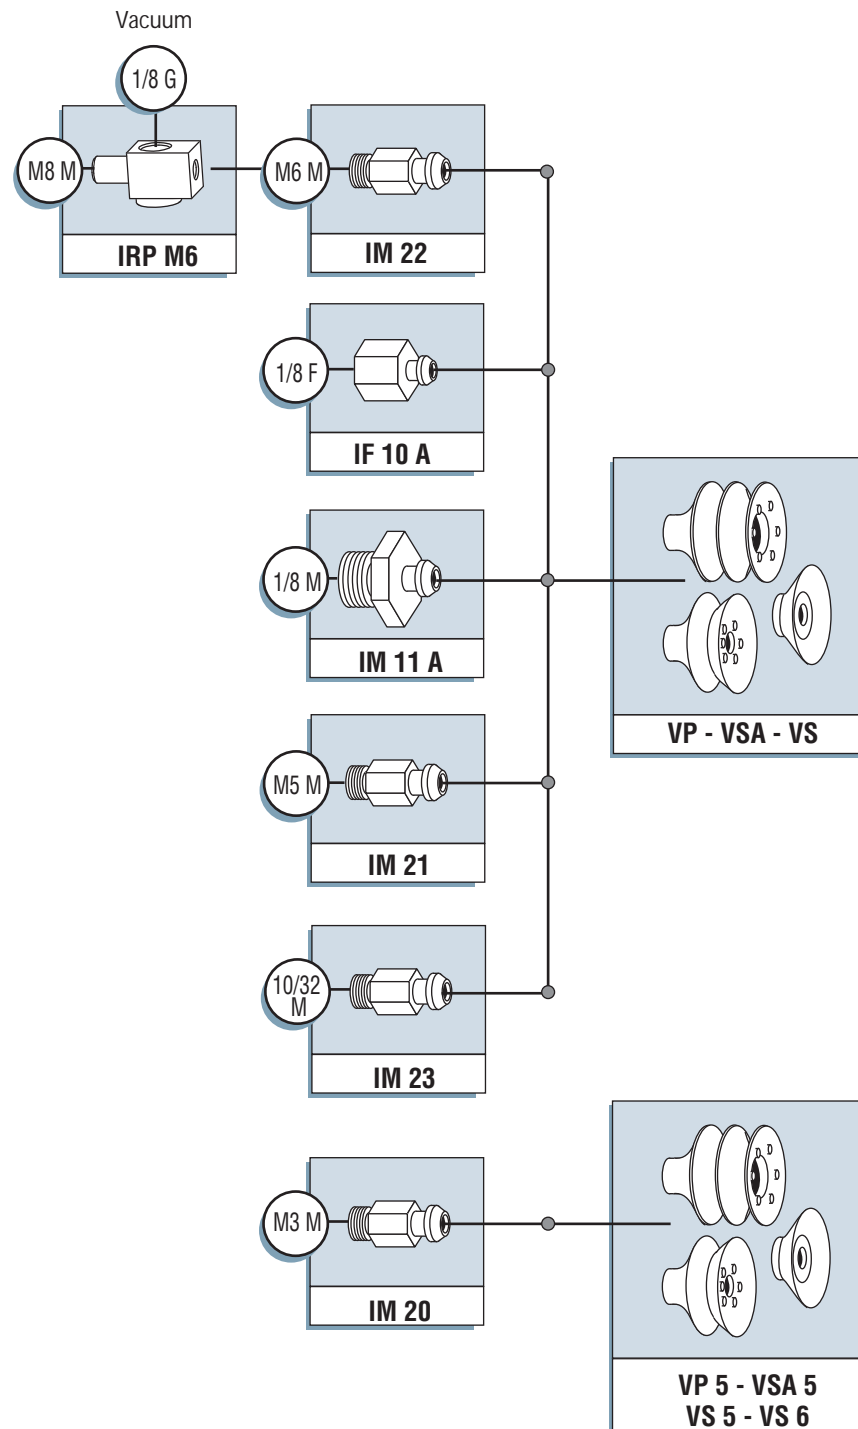 Vacuum
1/8 G
M8 M
M6 M
IRP M6
IM 22
1/8 F
IF 10 A
1/8 M
IM 11 A
VP - VSA - VS
M5 M
IM 21
10/32
M
IM 23
M3 M
IM 20
VP 5 - VSA 5
VS 5 - VS 6